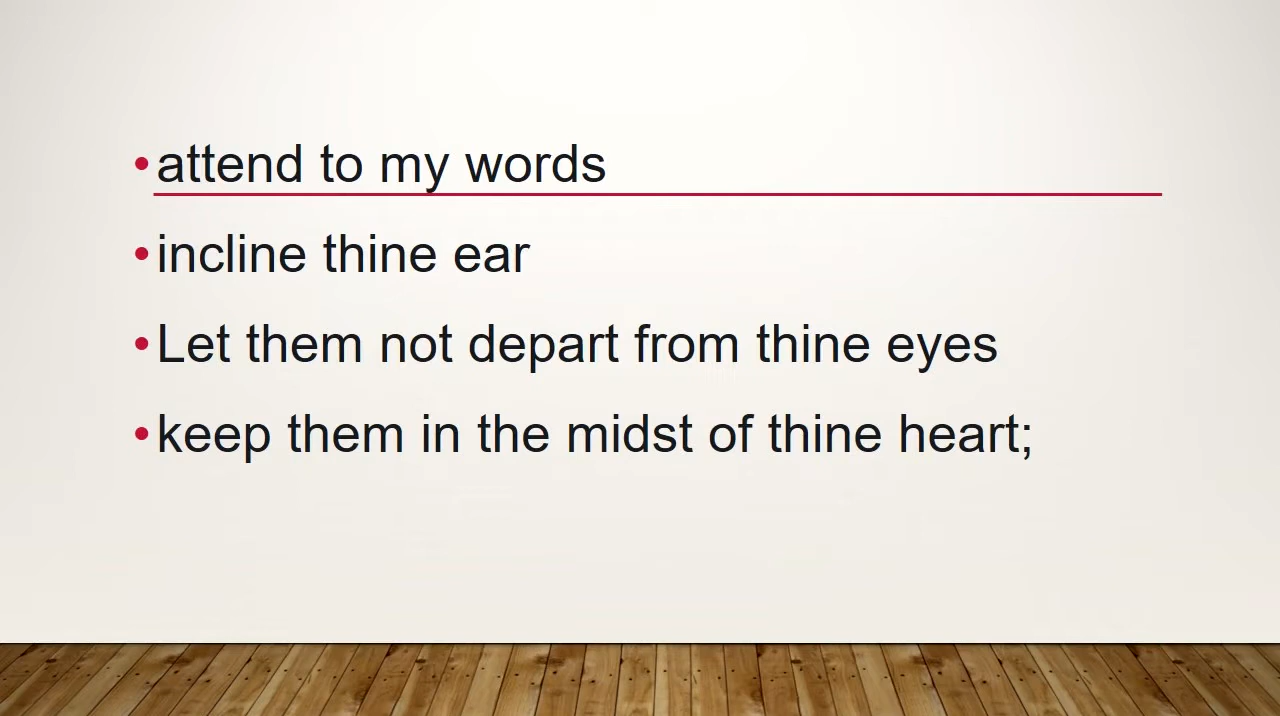 •attend to my words
•incline thine ear
•Let them not depart from thine eyes
•keep them in the midst of thine heart;